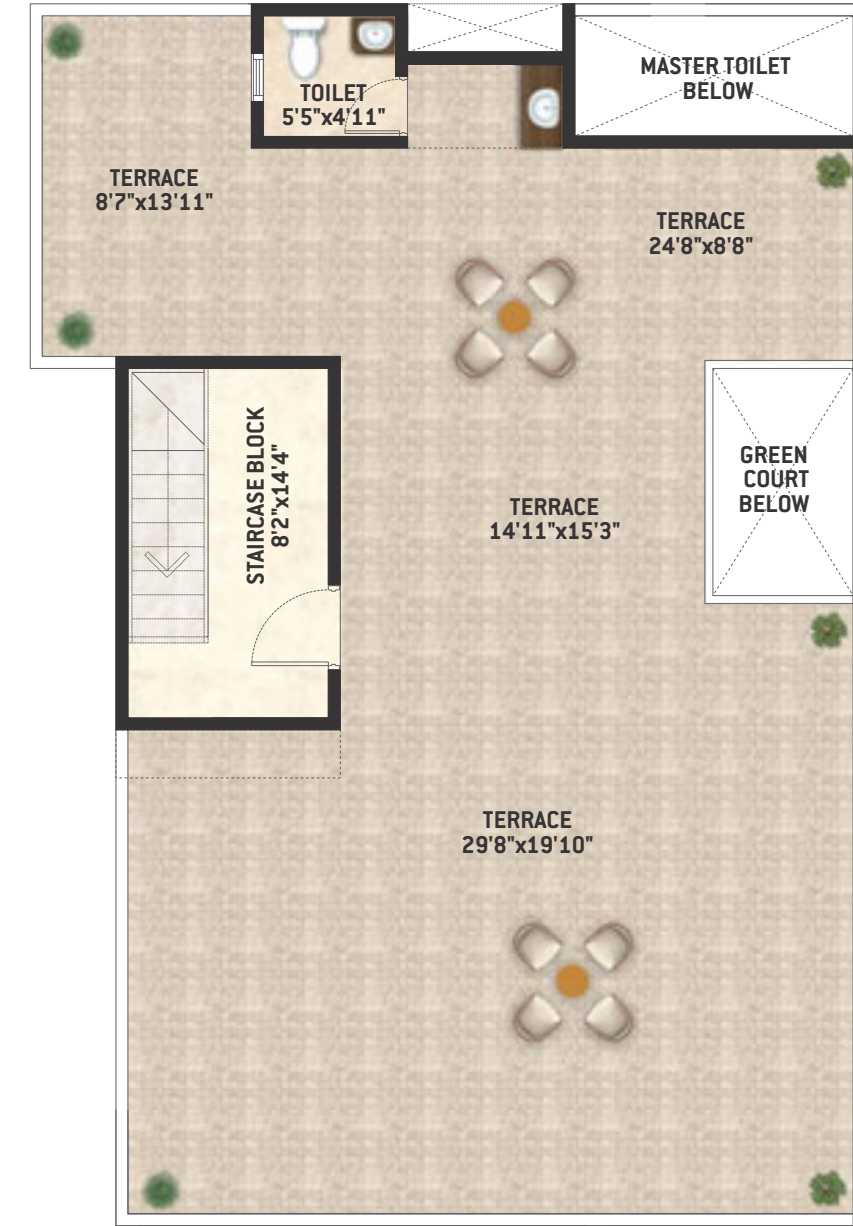 TOILET
5'5"x4'11"
MASTER TOILET
BELOW
TERRACE
8'7"x13'11"
TERRACE
24'8"x8'8"
STAIRCASE BLOCK
8'2"x14'4"
GREEN
COURT
BELOW
TERRACE
14'11"x15'3"
TERRACE
29'8"x19'10"